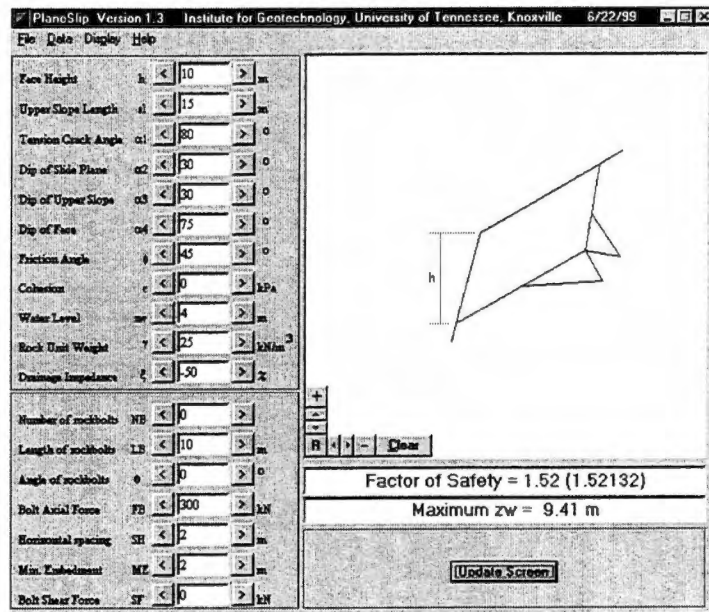 PlaneSlip Version 1.3 Institute for Geotechnology, University of Tennessee, Knoxville 6/22/99
File Data Display Help
Face Height h < 10 > m
Upper Slope Length sl < 15 > m
Tension Crack Angle α1 < 80 > °
Dip of Slide Plane α2 < 30 > °
Dip of Upper Slope α3 < 30 > °
Dip of Face α4 < 75 > °
Friction Angle ϕ < 45 > °
Cohesion c < 0 > kPa
Water Level zw < 4 > m
Rock Unit Weight γ < 25 > kN/m³
Drainage Impedance ξ < -50 > %
Number of rockbolts NB < 0 >
Length of rockbolts LB < 10 > m
Angle of rockbolts θ < 0 > °
Bolt Axial Force FB < 300 > kN
Horizontal spacing SH < 2 > m
Min. Embedment ME < 2 > m
Bolt Shear Force SF < 0 > kN
h
+
R - Clear
Factor of Safety = 1.52 (1.52132)
Maximum zw = 9.41 m
Update Screen